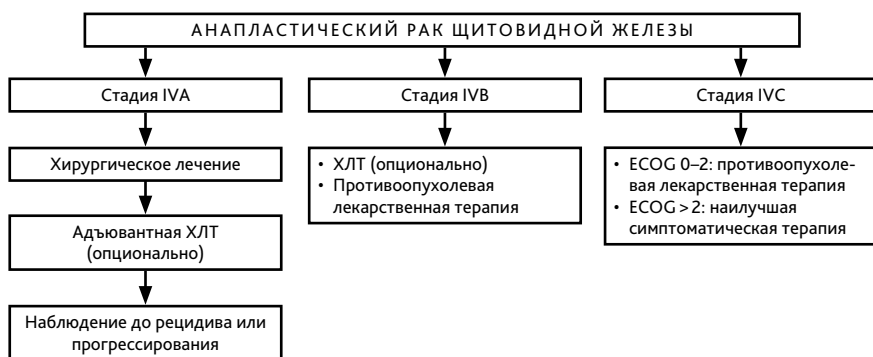 АНАПЛАСТИЧЕСКИЙ РАК ЩИТОВИДНОЙ ЖЕЛЕЗЫ
Стадия IVA
Хирургическое лечение
Адъювантная ХЛТ
(опционально)
Наблюдение до рецидива или
прогрессирования
Стадия IVB
• ХЛТ (опционально)
• Противоопухолевая
лекарственная терапия
Стадия IVC
• ECOG 0–2: противоопухоле-
вая лекарственная терапия
• ECOG > 2: наилучшая
симптоматическая терапия